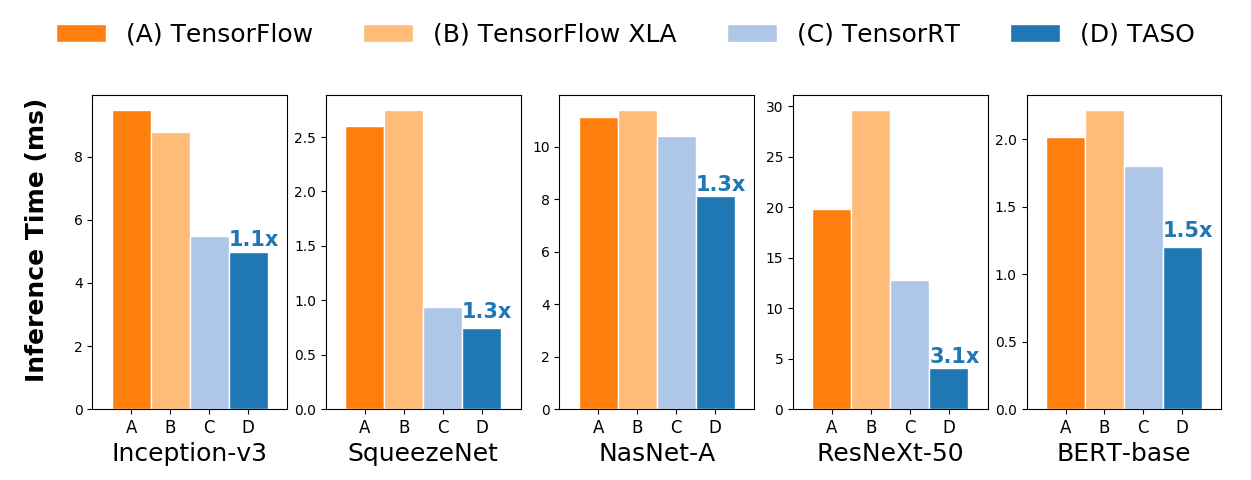 (A) TensorFlow (B) TensorFlow XLA (C) TensorRT (D) TASO
Inference Time (ms)
8
6
4
2
0
1.1x
A B C D
Inception-v3
2.5
2.0
1.5
1.0
0.5
0.0
1.3x
A B C D
SqueezeNet
10
8
6
4
2
0
1.3x
A B C D
NasNet-A
30
25
20
15
10
5
0
3.1x
A B C D
ResNeXt-50
2.0
1.5
1.0
0.5
0.0
1.5x
A B C D
BERT-base